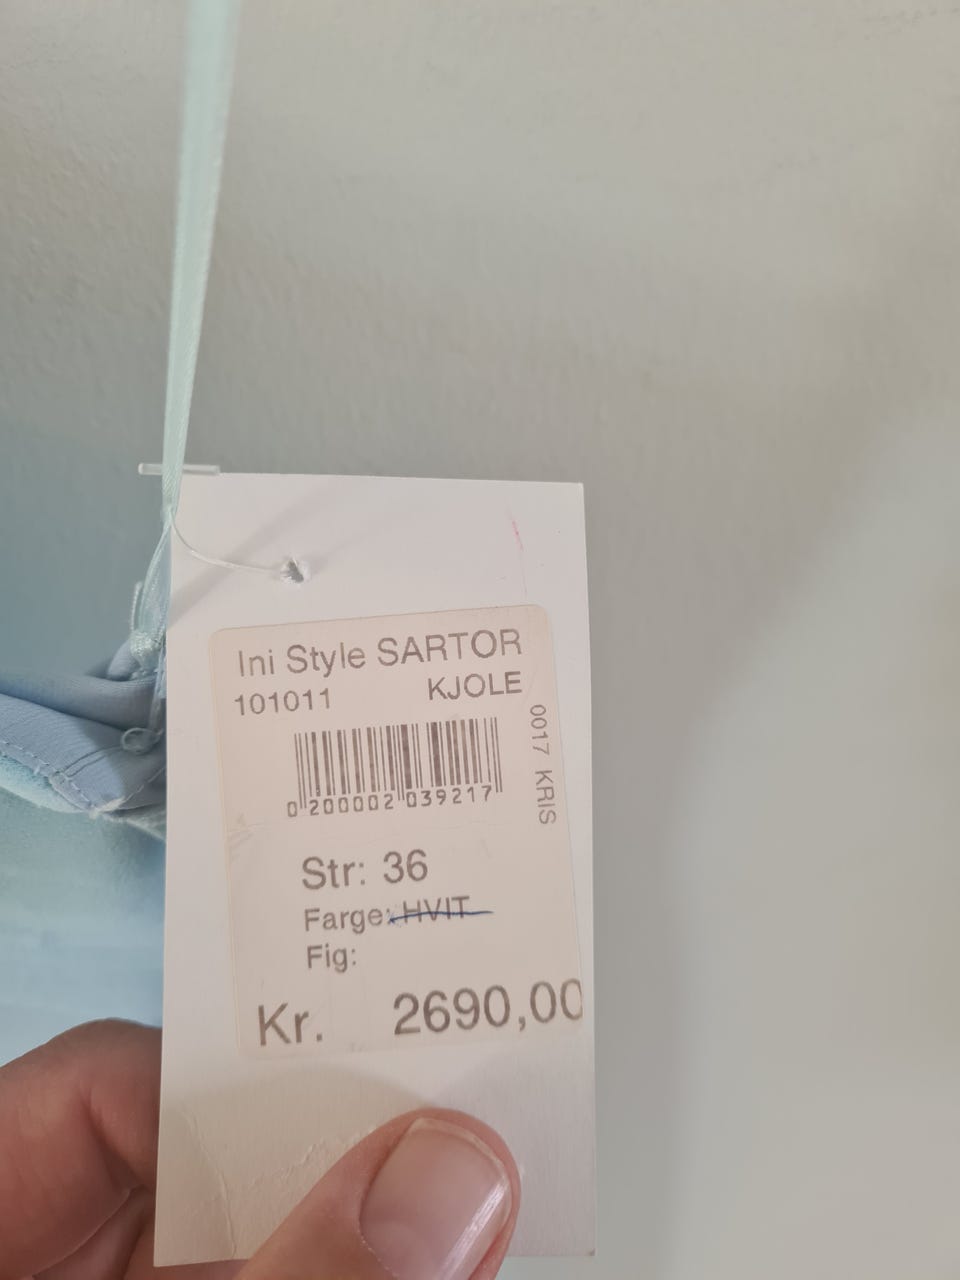 Ini Style SARTOR
101011 KJOLE
0 200002 039217
0017 KRIS
Str: 36
Farge: HVIT
Fig:
Kr. 2690,00